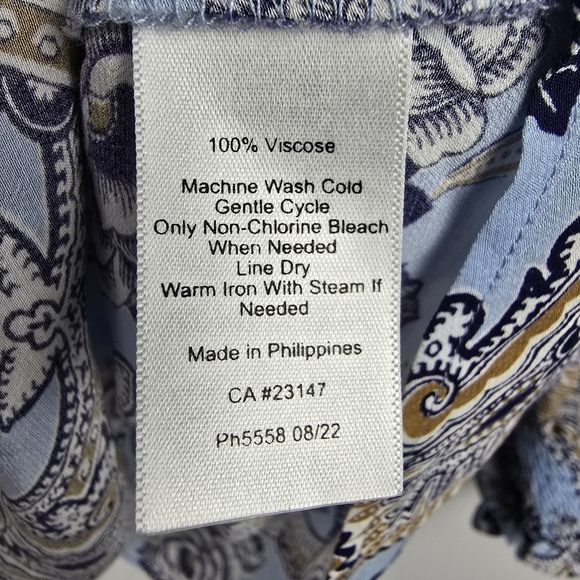 100% Viscose
Machine Wash Cold
Gentle Cycle
Only Non-Chlorine Bleach
When Needed
Line Dry
Warm Iron With Steam If
Needed
Made in Philippines
CA #23147
Ph5558 08/22